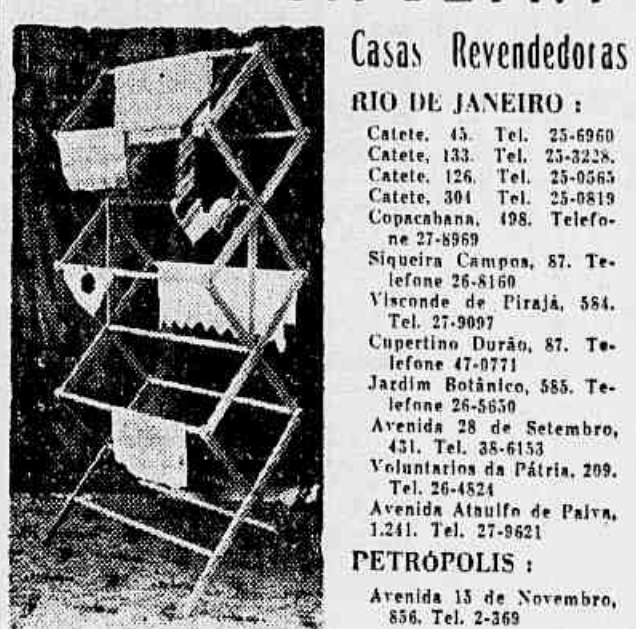 Casas Revendedoras
RIO DE JANEIRO :
Catete, 45. Tel. 25-6960
Catete, 133. Tel. 25-3228.
Catete, 126. Tel. 25-0565
Catete, 301 Tel. 25-0819
Copacabana, 498. Telefo-
ne 27-8969
Siqueira Campos, 87. Te-
lefone 26-8160
Visconde de Pirajá, 584.
Tel. 27-9097
Cupertino Durão, 87. Te-
lefone 47-0771
Jardim Botânico, 585. Te-
lefone 26-5650
Avenida 28 de Setembro,
431. Tel. 38-6153
Voluntarios da Pátria, 209.
Tel. 26-4824
Avenida Ataulfo de Paiva,
1.241. Tel. 27-9621
PETRÓPOLIS :
Avenida 15 de Novembro,
856. Tel. 2-369